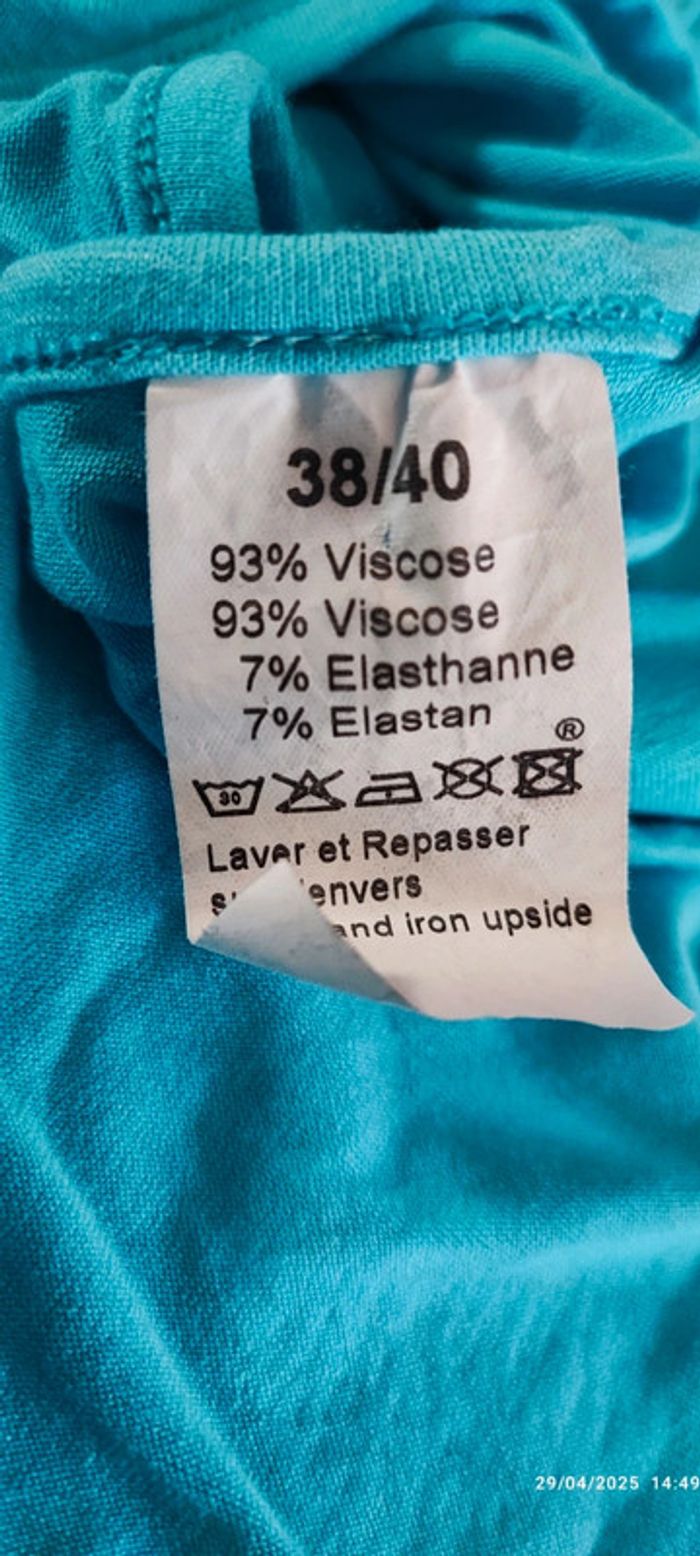 38/40
93% Viscose
93% Viscose
7% Elasthanne
7% Elastan
®
30
Laver et Repasser
envers
and iron upside
29/04/2025 14:49